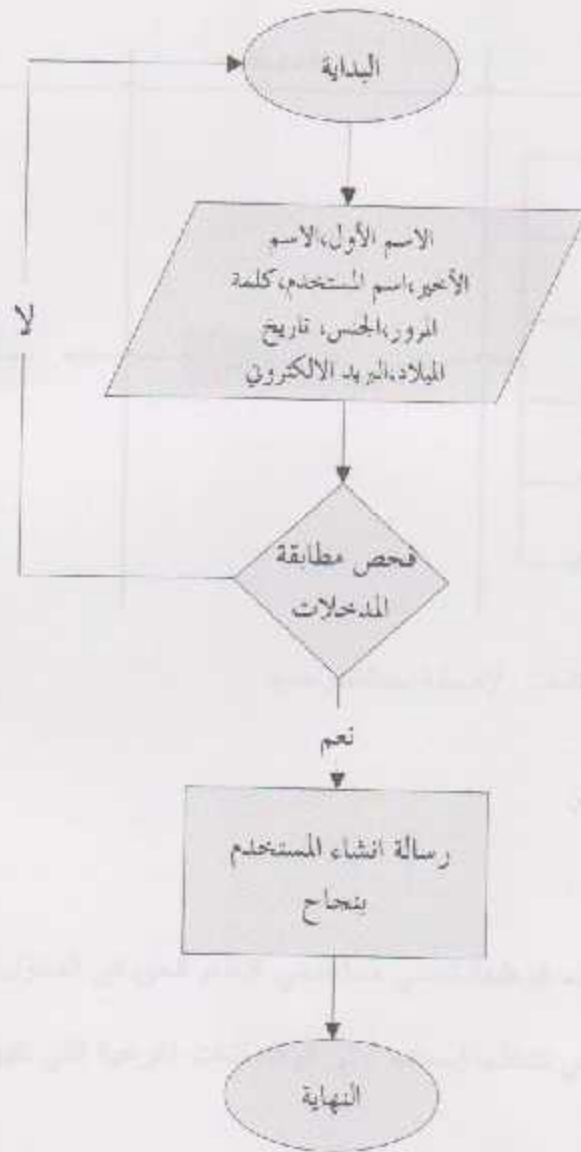 البداية
الاسم الأول،الاسم
الأخير،اسم المستخدم،كلمة
المرور،الجنس، تاريخ
الميلاد،البريد الالكتروني
لا
فحص مطابقة
المدخلات
نعم
رسالة انشاء المستخدم
بنجاح
النهاية